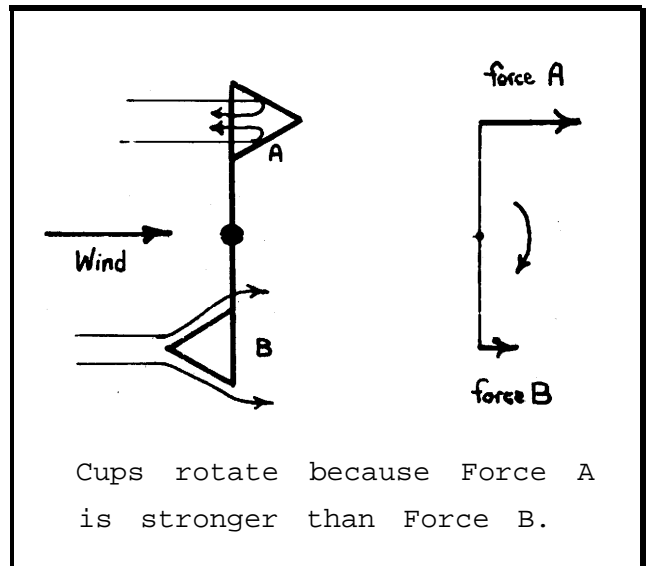 force A
A
Wind
B
force B
Cups rotate because Force A
is stronger than Force B.